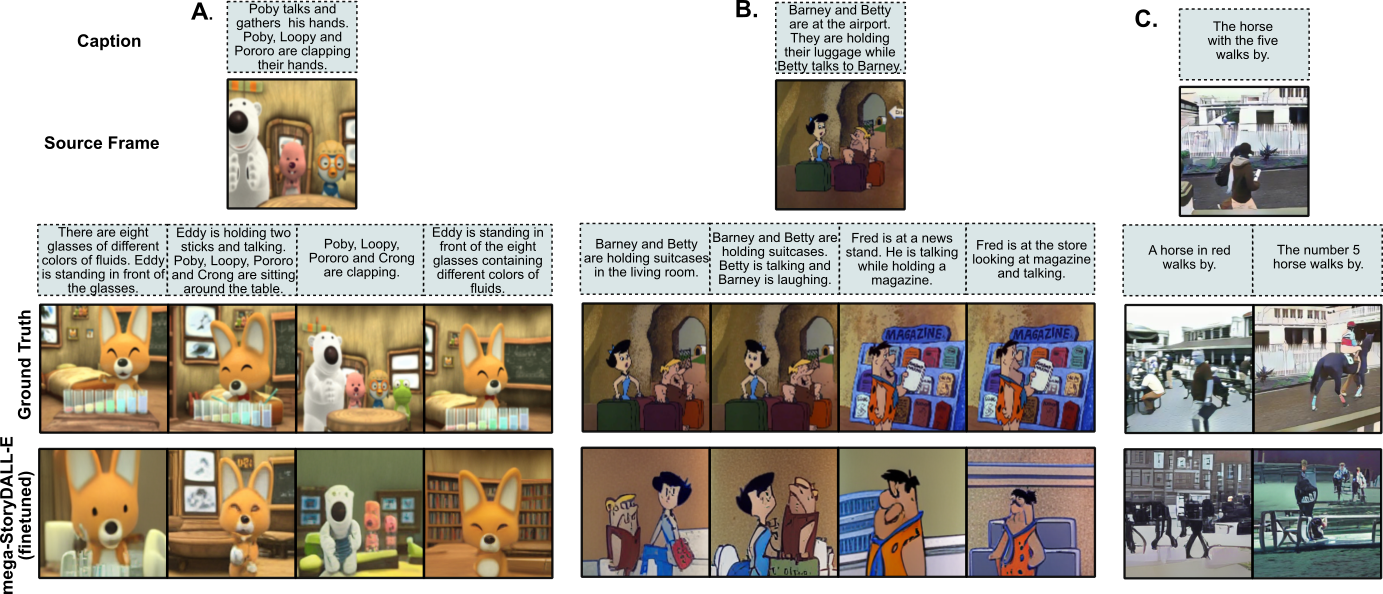 A.
B.
C.
Caption
Poby talks and
gathers his hands.
Poby, Loopy and
Pororo are clapping
their hands.
Barney and Betty
are at the airport.
They are holding
their luggage while
Betty talks to Barney.
The horse
with the five
walks by.
Source Frame
There are eight
glasses of different
colors of fluids. Eddy
is standing in front of
the glasses.
Eddy is holding two
sticks and talking.
Poby, Loopy, Pororo
and Crong are sitting
around the table.
Poby, Loopy,
Pororo and Crong
are clapping.
Eddy is standing in
front of the eight
glasses containing
different colors of
fluids.
Barney and Betty
are holding suitcases
in the living room.
Barney and Betty are
holding suitcases.
Betty is talking and
Barney is laughing.
Fred is at a news
stand. He is talking
while holding a
magazine.
Fred is at the store
looking at magazine
and talking.
A horse in red
walks by.
The number 5
horse walks by.
Ground Truth
MAGAZINE
MAGAZINE
mega-StoryDALL-E
(fineturned)